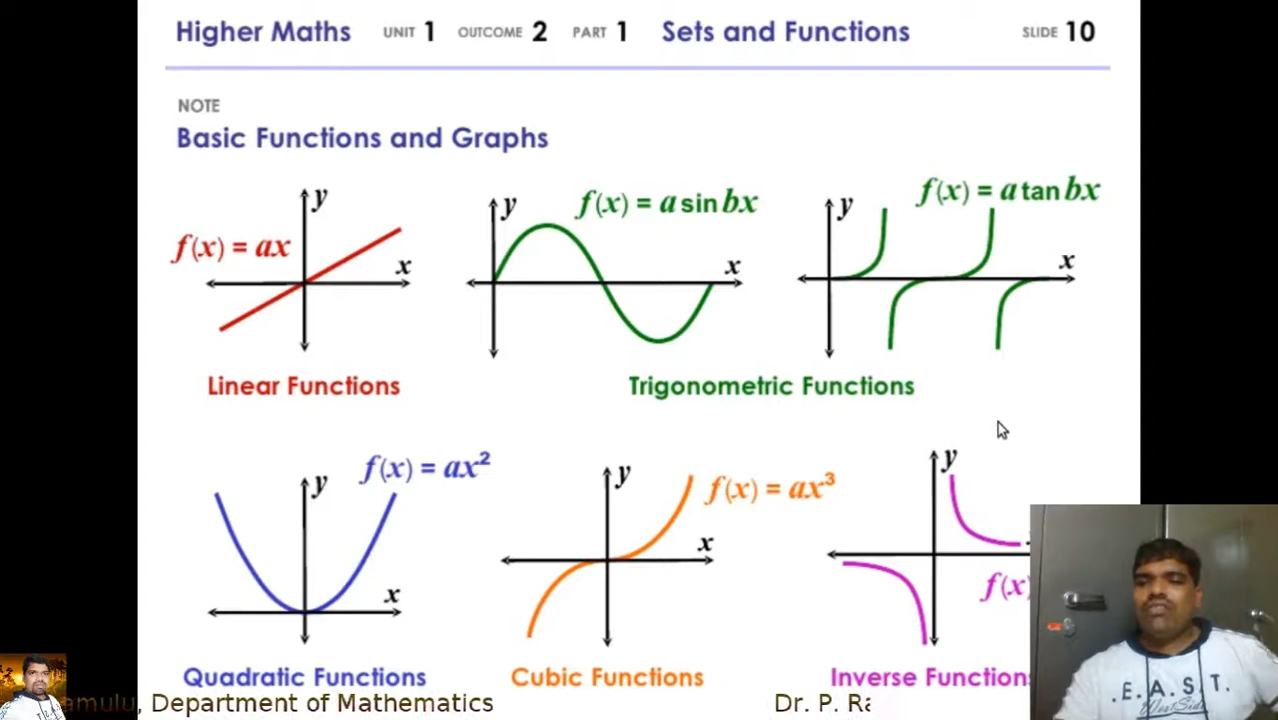 Higher Maths UNIT 1 OUTCOME 2 PART 1 Sets and Functions SLIDE 10
NOTE
Basic Functions and Graphs
y
f(x) = ax
x
Linear Functions
y
f(x) = a sin bx
x
y
f(x) = a tan bx
x
Trigonometric Functions
f(x) = ax²
y
x
Quadratic Functions
y
f(x) = ax³
x
Cubic Functions
y
f(x)
Inverse Functions
amulu, Department of Mathematics Dr. P. Ra
.E.A.S.T.
WestSide